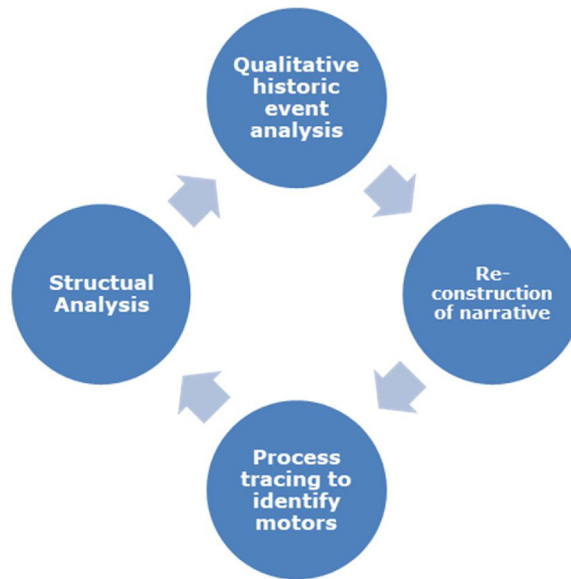 Qualitative
historic
event
analysis
Re-
construction
of narrative
Process
tracing to
identify
motors
Structual
Analysis